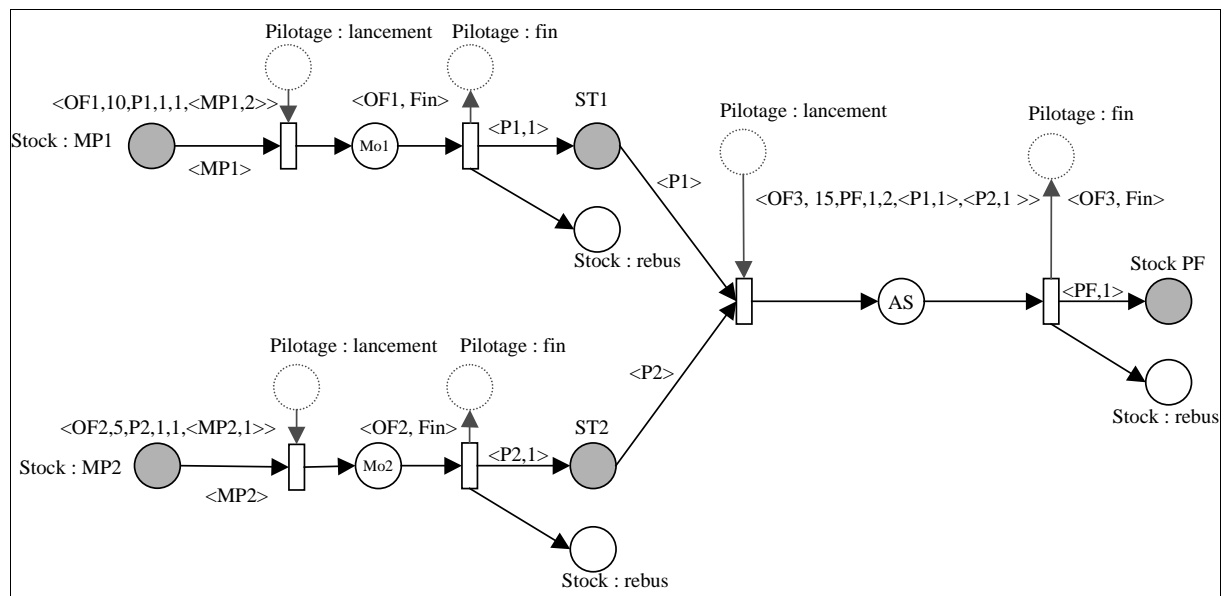 Pilotage : lancement
Pilotage : fin
<OF1,10,P1,1,1,<MP1,2>>
<OF1, Fin>
ST1
Stock : MP1
Mo1
<P1,1>
<MP1>
Stock : rebus
<P1>
Pilotage : lancement
Pilotage : fin
<OF3, 15,PF,1,2,<P1,1>,<P2,1 >>
<OF3, Fin>
Stock PF
AS
<PF,1>
Stock : rebus
Pilotage : lancement
Pilotage : fin
<P2>
<OF2,5,P2,1,1,<MP2,1>>
<OF2, Fin>
ST2
Stock : MP2
Mo2
<P2,1>
<MP2>
Stock : rebus